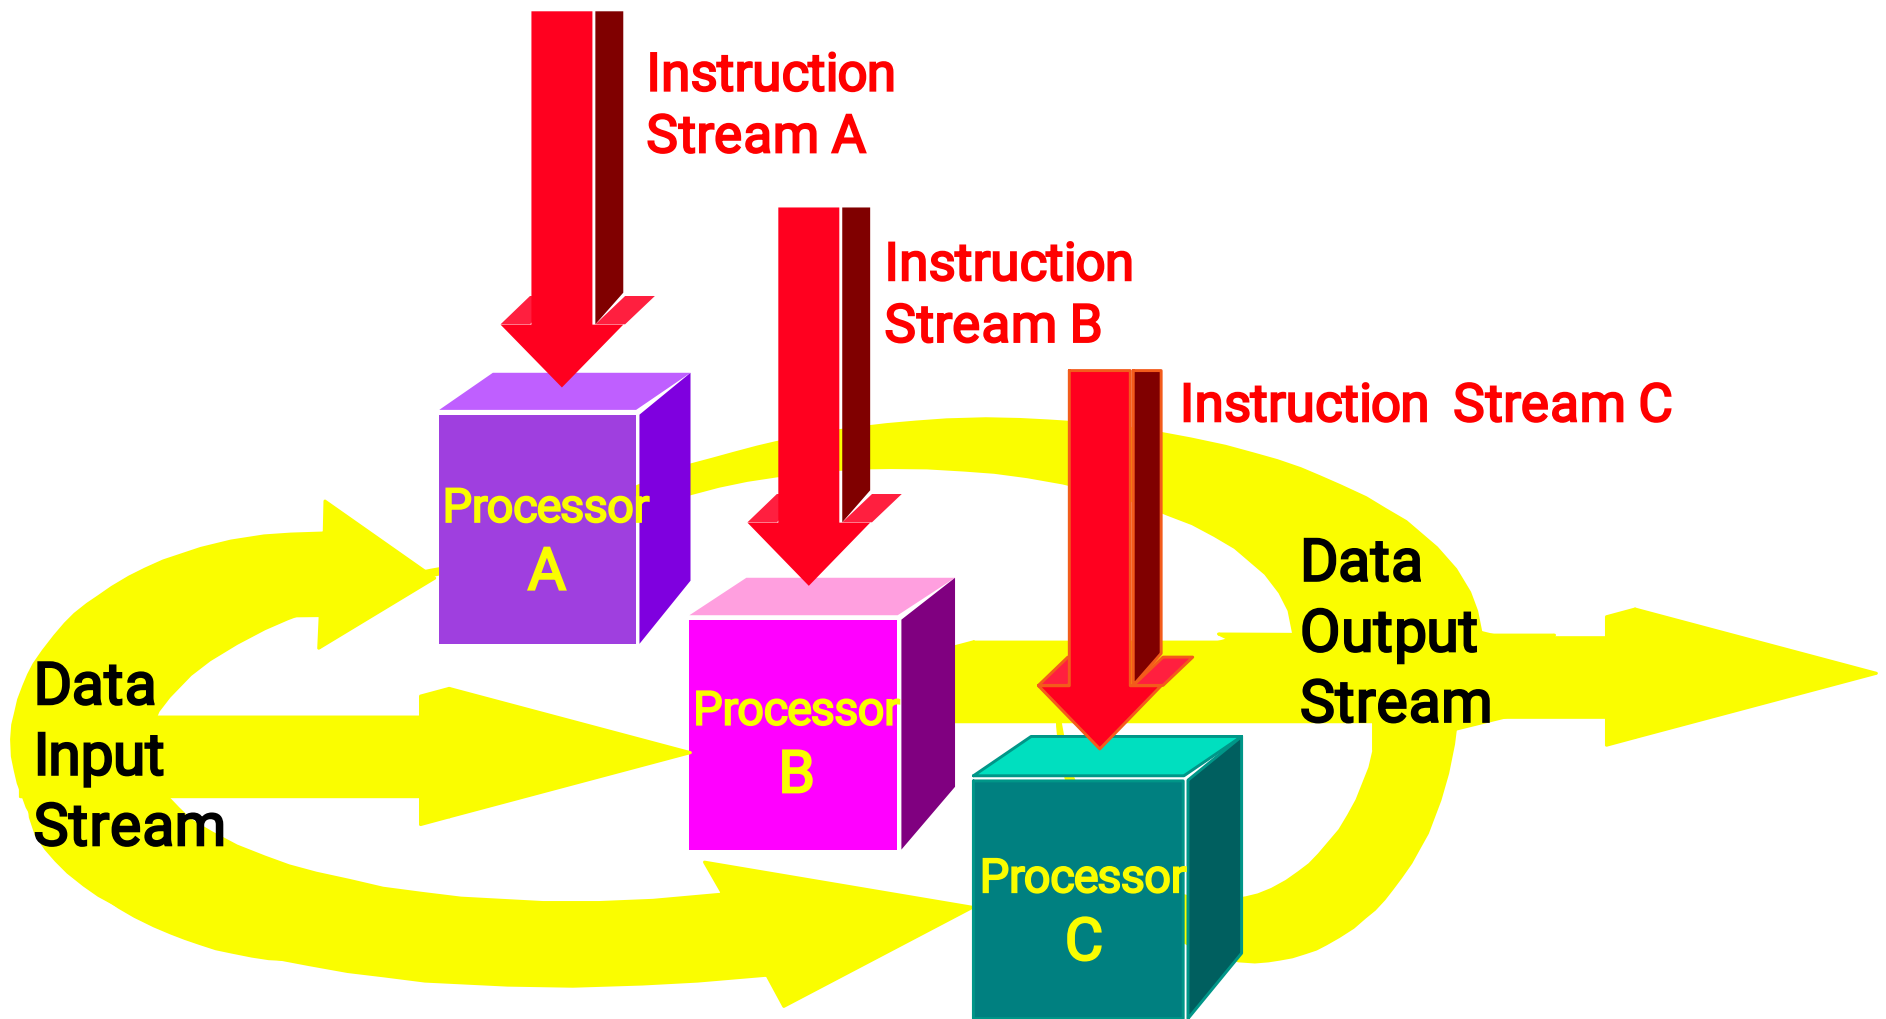 Instruction
Stream A
Instruction
Stream B
Instruction  Stream C
Processor
A
Data
Output
Stream
Data
Input
Stream
Processor
B
Processor
C